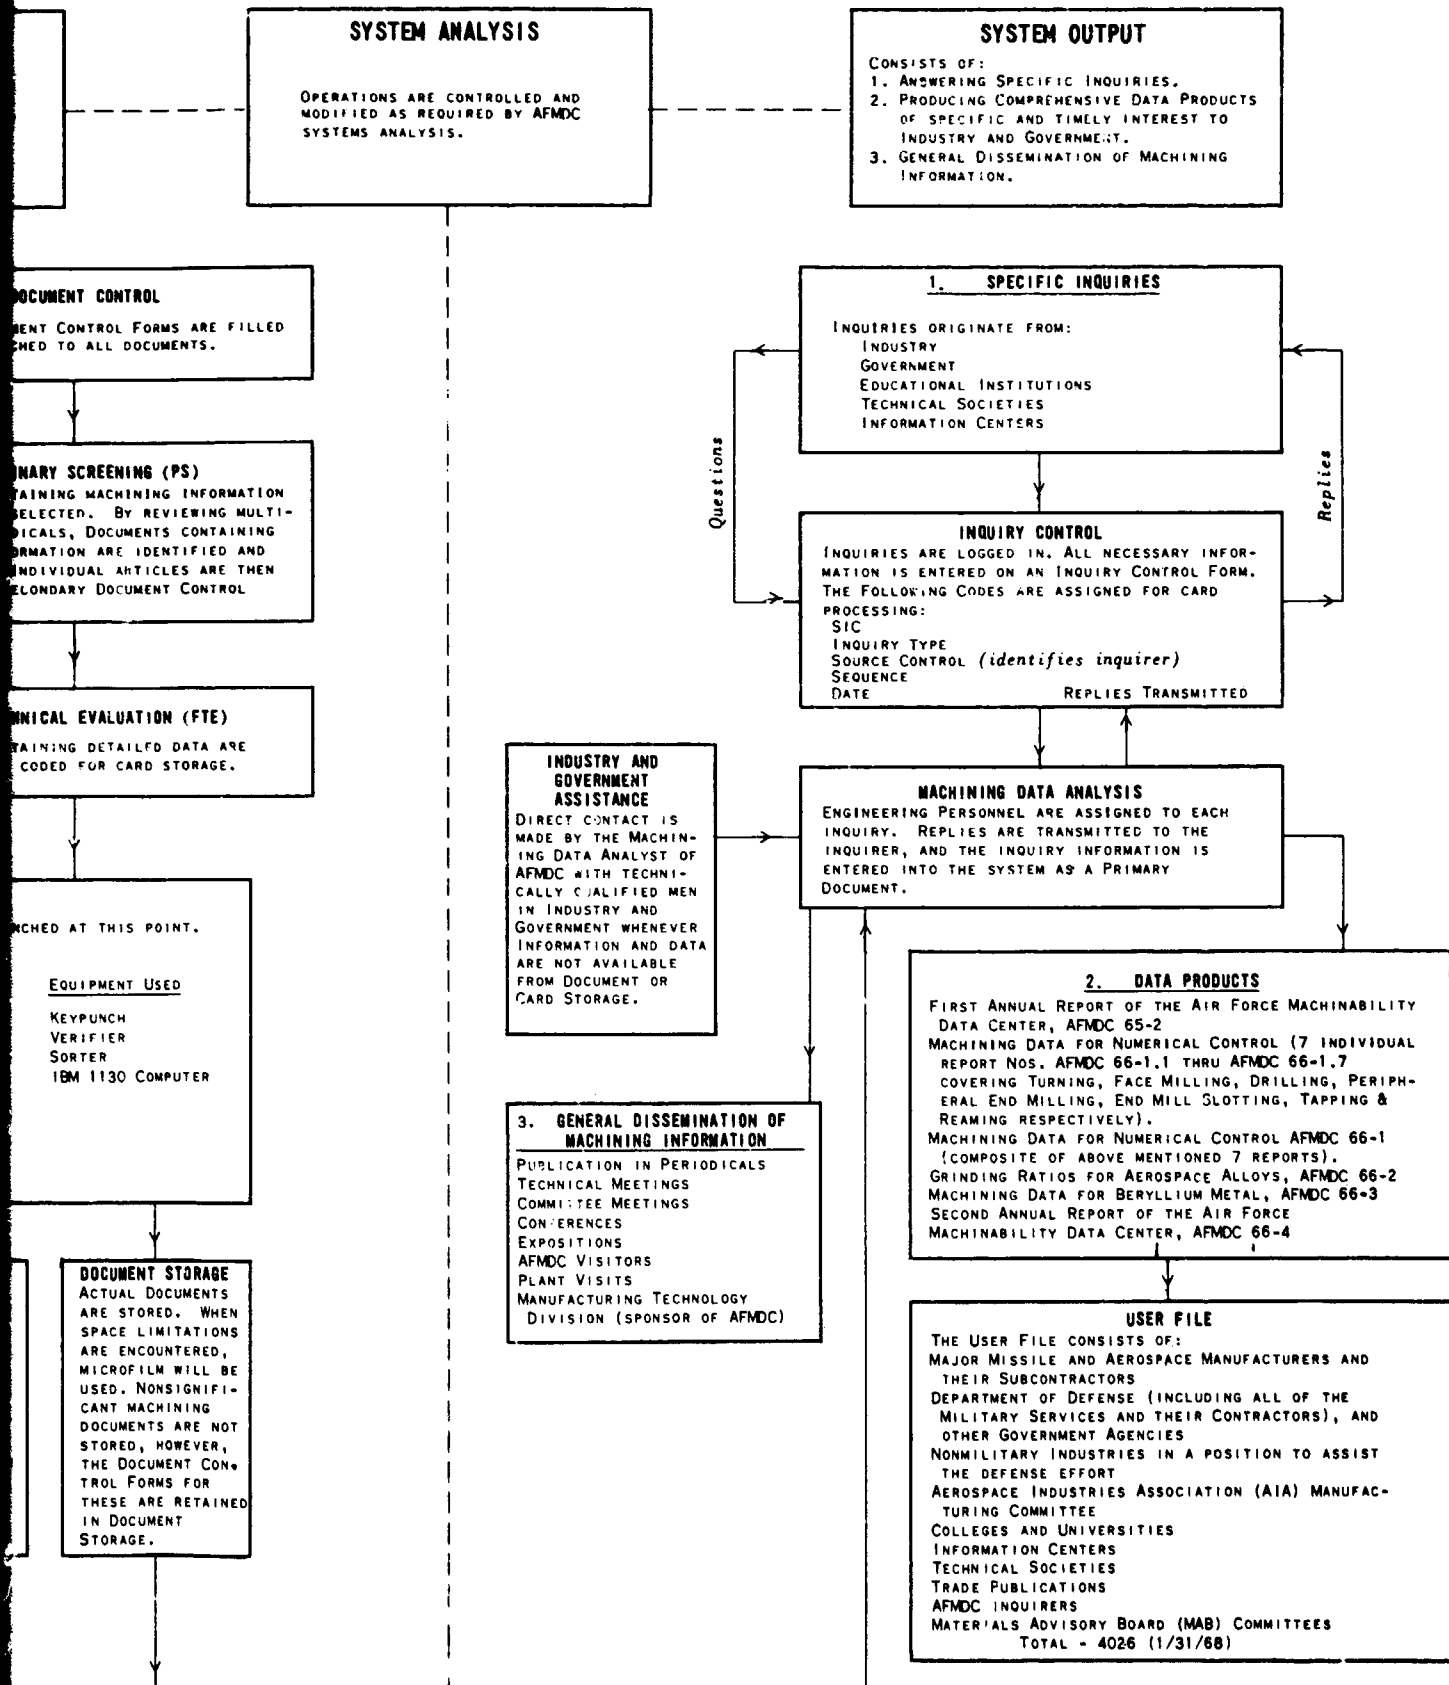 SYSTEM ANALYSIS
OPERATIONS ARE CONTROLLED AND
MODIFIED AS REQUIRED BY AFMDC
SYSTEMS ANALYSIS.
SYSTEM OUTPUT
CONSISTS OF:
1. ANSWERING SPECIFIC INQUIRIES.
2. PRODUCING COMPREHENSIVE DATA PRODUCTS
OF SPECIFIC AND TIMELY INTEREST TO
INDUSTRY AND GOVERNMENT.
3. GENERAL DISSEMINATION OF MACHINING
INFORMATION.
DOCUMENT CONTROL
MENT CONTROL FORMS ARE FILLED
CHED TO ALL DOCUMENTS.
INARY SCREENING (PS)
TAINING MACHINING INFORMATION
SELECTED. BY REVIEWING MULTI-
DICALS, DOCUMENTS CONTAINING
ORMATION ARE IDENTIFIED AND
INDIVIDUAL ARTICLES ARE THEN
ECONDARY DOCUMENT CONTROL
HNICAL EVALUATION (FTE)
TAINING DETAILED DATA ARE
CODED FOR CARD STORAGE.
NCHED AT THIS POINT.
EQUIPMENT USED
KEYPUNCH
VERIFIER
SORTER
IBM 1130 COMPUTER
DOCUMENT STORAGE
ACTUAL DOCUMENTS
ARE STORED. WHEN
SPACE LIMITATIONS
ARE ENCOUNTERED,
MICROFILM WILL BE
USED. NONSIGNIFI-
CANT MACHINING
DOCUMENTS ARE NOT
STORED, HOWEVER,
THE DOCUMENT CON-
TROL FORMS FOR
THESE ARE RETAINED
IN DOCUMENT
STORAGE.
1. SPECIFIC INQUIRIES
INQUIRIES ORIGINATE FROM:
INDUSTRY
GOVERNMENT
EDUCATIONAL INSTITUTIONS
TECHNICAL SOCIETIES
INFORMATION CENTERS
Questions
Replies
INQUIRY CONTROL
INQUIRIES ARE LOGGED IN. ALL NECESSARY INFOR-
MATION IS ENTERED ON AN INQUIRY CONTROL FORM.
THE FOLLOWING CODES ARE ASSIGNED FOR CARD
PROCESSING:
SIC
INQUIRY TYPE
SOURCE CONTROL (identifies inquirer)
SEQUENCE
DATE REPLIES TRANSMITTED
INDUSTRY AND
GOVERNMENT
ASSISTANCE
DIRECT CONTACT IS
MADE BY THE MACHIN-
ING DATA ANALYST OF
AFMDC WITH TECHNI-
CALLY QUALIFIED MEN
IN INDUSTRY AND
GOVERNMENT WHENEVER
INFORMATION AND DATA
ARE NOT AVAILABLE
FROM DOCUMENT OR
CARD STORAGE.
MACHINING DATA ANALYSIS
ENGINEERING PERSONNEL ARE ASSIGNED TO EACH
INQUIRY. REPLIES ARE TRANSMITTED TO THE
INQUIRER, AND THE INQUIRY INFORMATION IS
ENTERED INTO THE SYSTEM AS A PRIMARY
DOCUMENT.
3. GENERAL DISSEMINATION OF
MACHINING INFORMATION
PUBLICATION IN PERIODICALS
TECHNICAL MEETINGS
COMMITTEE MEETINGS
CONFERENCES
EXPOSITIONS
AFMDC VISITORS
PLANT VISITS
MANUFACTURING TECHNOLOGY
DIVISION (SPONSOR OF AFMDC)
2. DATA PRODUCTS
FIRST ANNUAL REPORT OF THE AIR FORCE MACHINABILITY
DATA CENTER, AFMDC 65-2
MACHINING DATA FOR NUMERICAL CONTROL (7 INDIVIDUAL
REPORT NOS. AFMDC 66-1.1 THRU AFMDC 66-1.7
COVERING TURNING, FACE MILLING, DRILLING, PERIPH-
ERAL END MILLING, END MILL SLOTTING, TAPPING &
REAMING RESPECTIVELY).
MACHINING DATA FOR NUMERICAL CONTROL AFMDC 66-1
(COMPOSITE OF ABOVE MENTIONED 7 REPORTS).
GRINDING RATIOS FOR AEROSPACE ALLOYS, AFMDC 66-2
MACHINING DATA FOR BERYLLIUM METAL, AFMDC 66-3
SECOND ANNUAL REPORT OF THE AIR FORCE
MACHINABILITY DATA CENTER, AFMDC 66-4
USER FILE
THE USER FILE CONSISTS OF:
MAJOR MISSILE AND AEROSPACE MANUFACTURERS AND
THEIR SUBCONTRACTORS
DEPARTMENT OF DEFENSE (INCLUDING ALL OF THE
MILITARY SERVICES AND THEIR CONTRACTORS), AND
OTHER GOVERNMENT AGENCIES
NONMILITARY INDUSTRIES IN A POSITION TO ASSIST
THE DEFENSE EFFORT
AEROSPACE INDUSTRIES ASSOCIATION (AIA) MANUFAC-
TURING COMMITTEE
COLLEGES AND UNIVERSITIES
INFORMATION CENTERS
TECHNICAL SOCIETIES
TRADE PUBLICATIONS
AFMDC INQUIRERS
MATERIALS ADVISORY BOARD (MAB) COMMITTEES
TOTAL - 4026 (1/31/68)